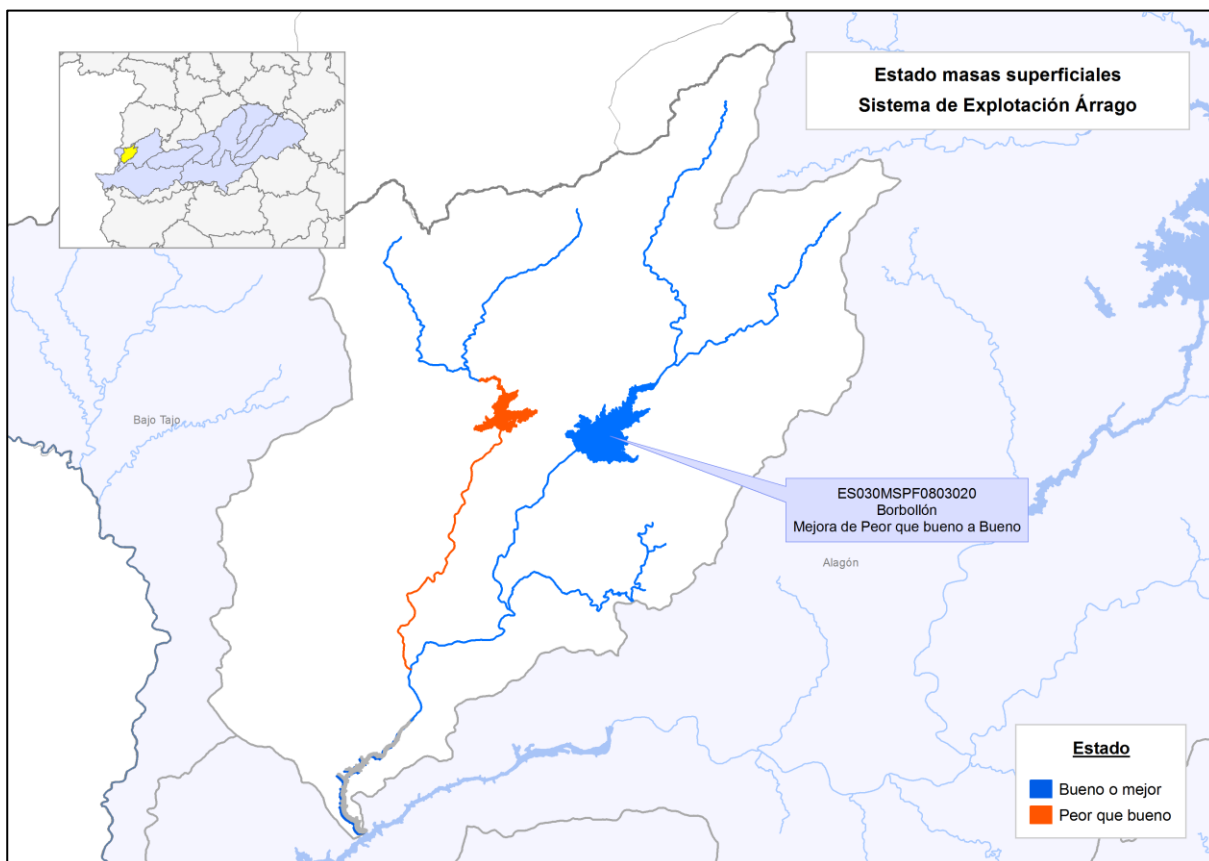 Estado masas superficiales
Sistema de Explotación Árrago
Bajo Tajo
ES030MSPF0803020
Borbollón
Mejora de Peor que bueno a Bueno
Alagón
Estado
Bueno o mejor
Peor que bueno